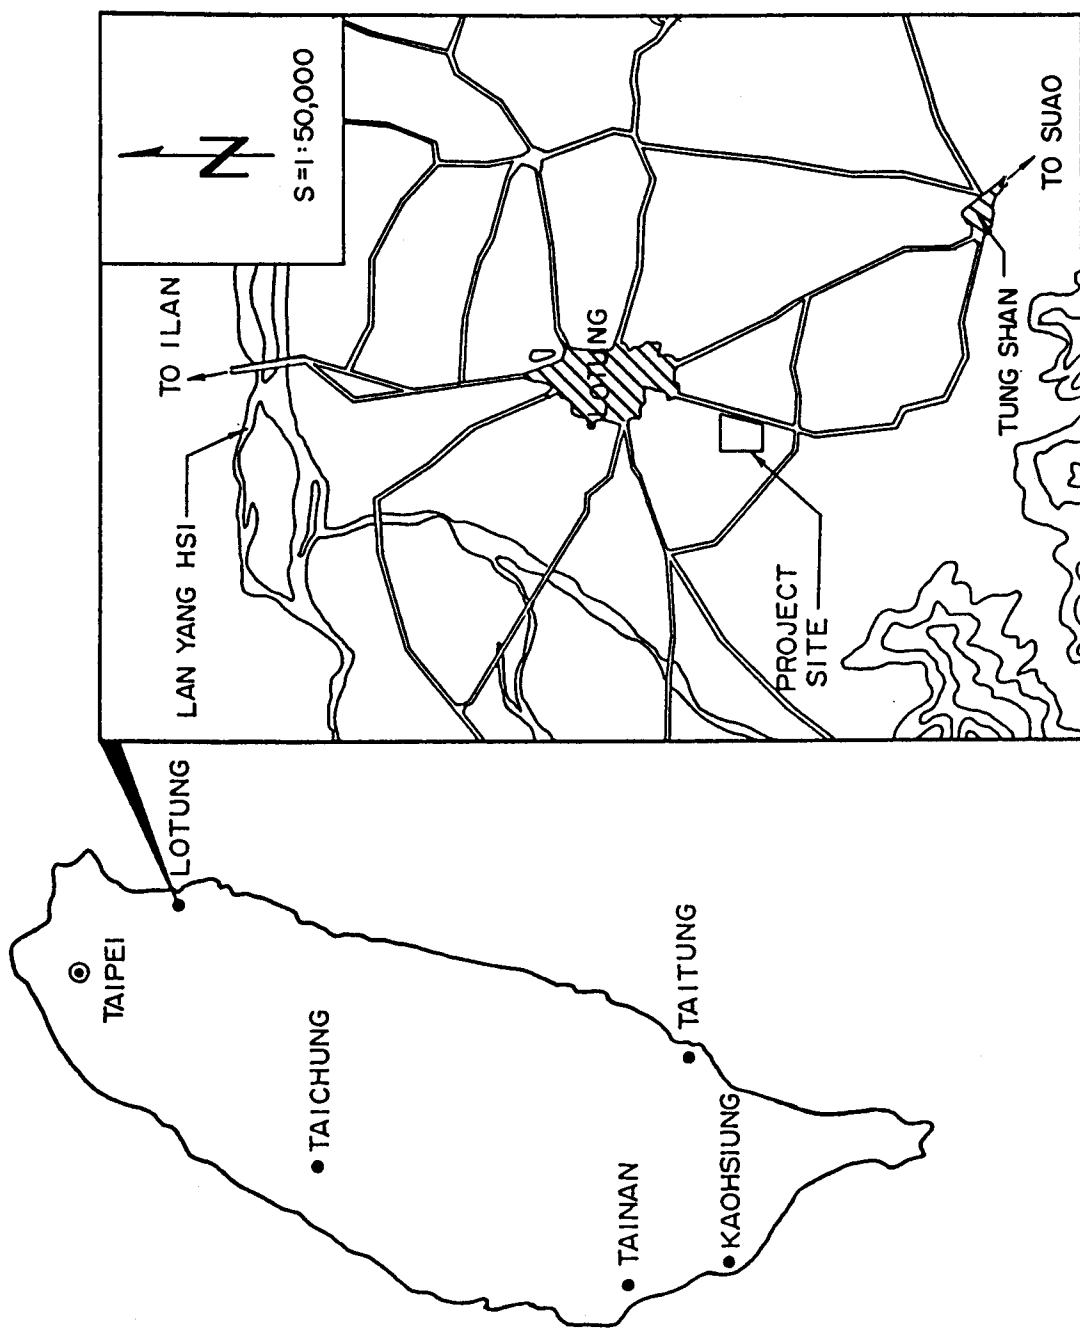 TAIPEI
LOTUNG
TAICHUNG
TAITUNG
TAINAN
KAOHSIUNG
N
S=1:50,000
TO ILAN
LAN YANG HSI
LOTUNG
PROJECT
SITE
TUNG SHAN
TO SUAO